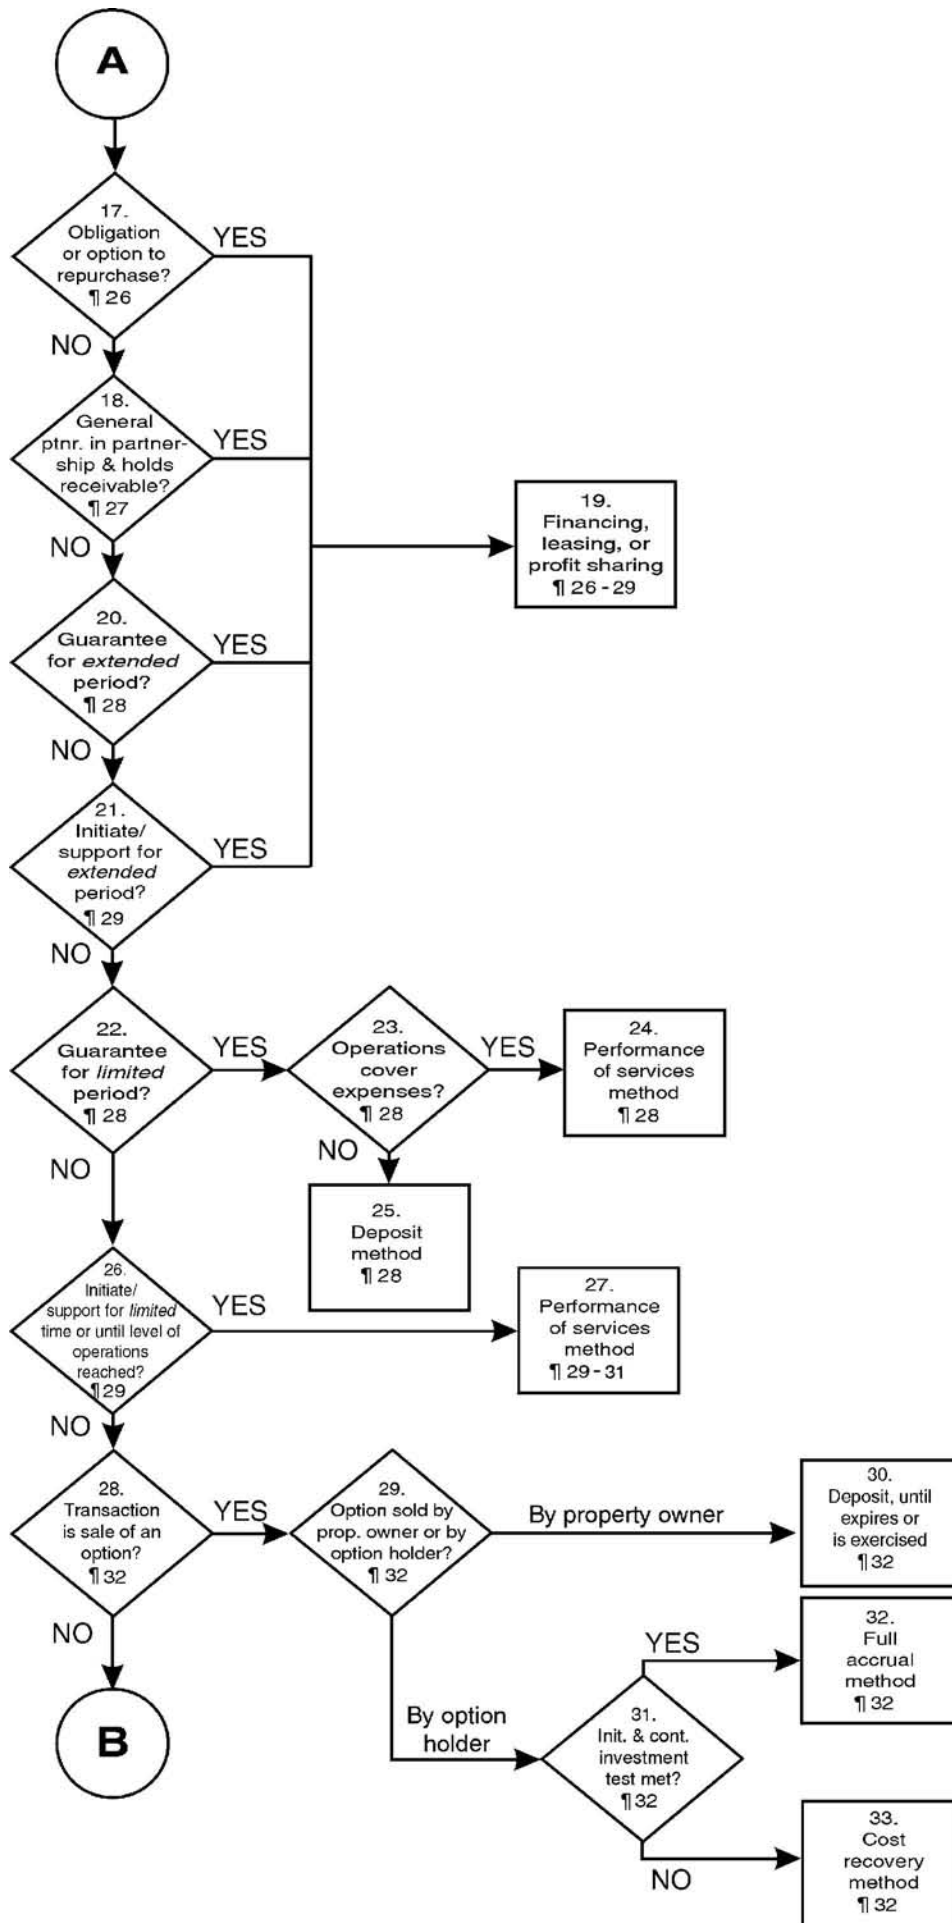 A
17.
Obligation
or option to
repurchase?
¶ 26
YES
NO
18.
General
ptnr. in partner-
ship & holds
receivable?
¶ 27
YES
NO
19.
Financing,
leasing, or
profit sharing
¶ 26 - 29
20.
Guarantee
for extended
period?
¶ 28
YES
NO
21.
Initiate/
support for
extended
period?
¶ 29
YES
NO
22.
Guarantee
for limited
period?
¶ 28
YES
23.
Operations
cover
expenses?
¶ 28
YES
24.
Performance
of services
method
¶ 28
NO
NO
25.
Deposit
method
¶ 28
26.
Initiate/
support for limited
time or until level of
operations
reached?
¶ 29
YES
27.
Performance
of services
method
¶ 29 - 31
NO
28.
Transaction
is sale of an
option?
¶ 32
YES
29.
Option sold by
prop. owner or by
option holder?
¶ 32
By property owner
30.
Deposit, until
expires or
is exercised
¶ 32
NO
B
By option
holder
31.
Init. & cont.
investment
test met?
¶ 32
YES
32.
Full
accrual
method
¶ 32
NO
33.
Cost
recovery
method
¶ 32